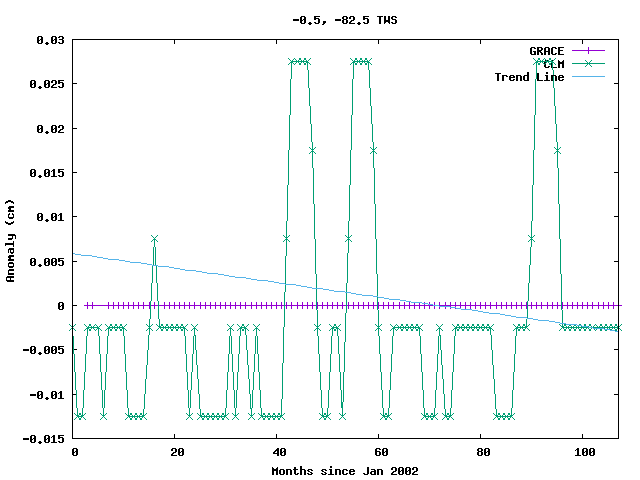 -0.5, -82.5 TWS
0.03
0.025
0.02
0.015
0.01
0.005
0
-0.005
-0.01
-0.015
Anomaly (cm)
GRACE
CLM
Trend Line
0 20 40 60 80 100
Months since Jan 2002